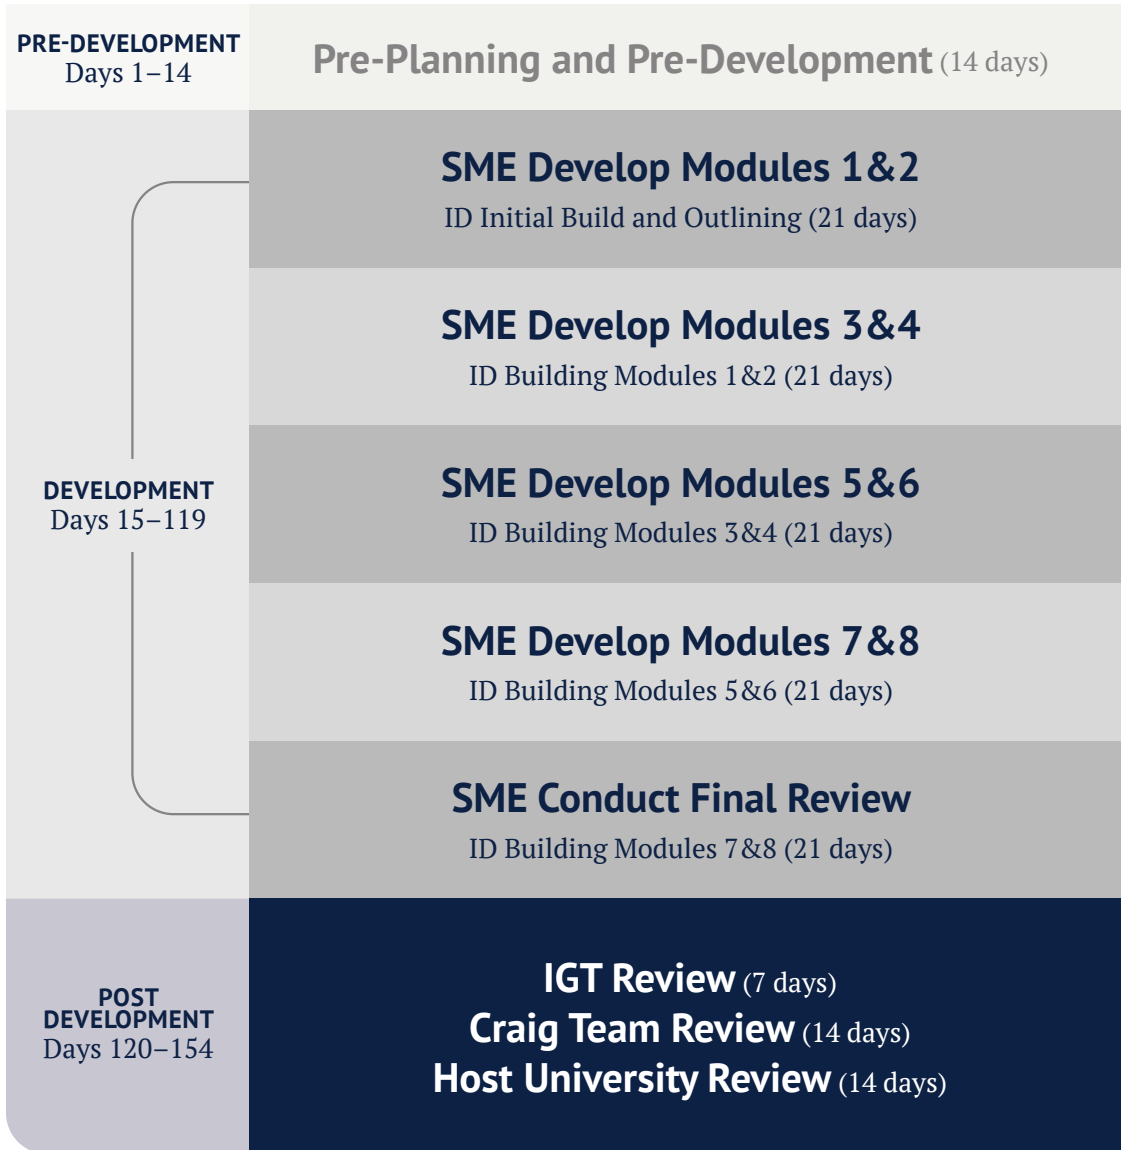 PRE-DEVELOPMENT
Days 1–14
Pre-Planning and Pre-Development (14 days)
SME Develop Modules 1&2
ID Initial Build and Outlining (21 days)
SME Develop Modules 3&4
ID Building Modules 1&2 (21 days)
DEVELOPMENT
Days 15–119
SME Develop Modules 5&6
ID Building Modules 3&4 (21 days)
SME Develop Modules 7&8
ID Building Modules 5&6 (21 days)
SME Conduct Final Review
ID Building Modules 7&8 (21 days)
POST
DEVELOPMENT
Days 120–154
IGT Review (7 days)
Craig Team Review (14 days)
Host University Review (14 days)